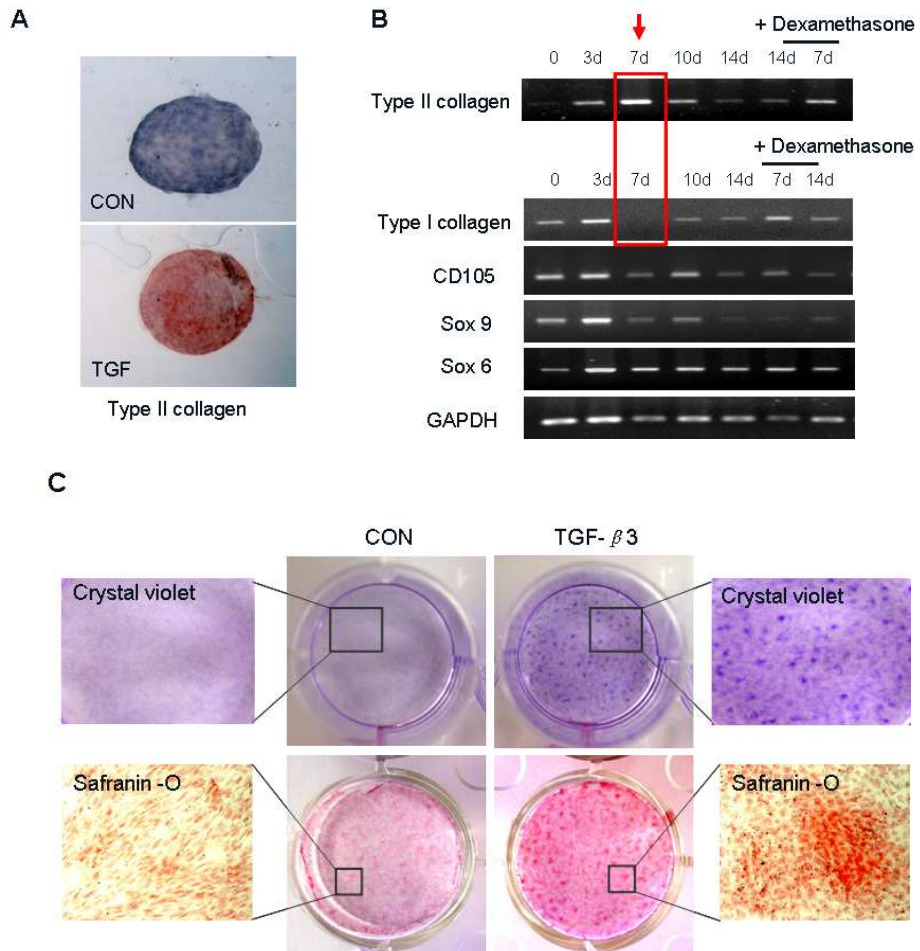 A
CON
TGF
Type II collagen
B
+ Dexamethasone
0 3d 7d 10d 14d 14d 7d
Type II collagen
+ Dexamethasone
0 3d 7d 10d 14d 7d 14d
Type I collagen
CD105
Sox 9
Sox 6
GAPDH
C
CON TGF-β3
Crystal violet Crystal violet
Safranin -O Safranin -O